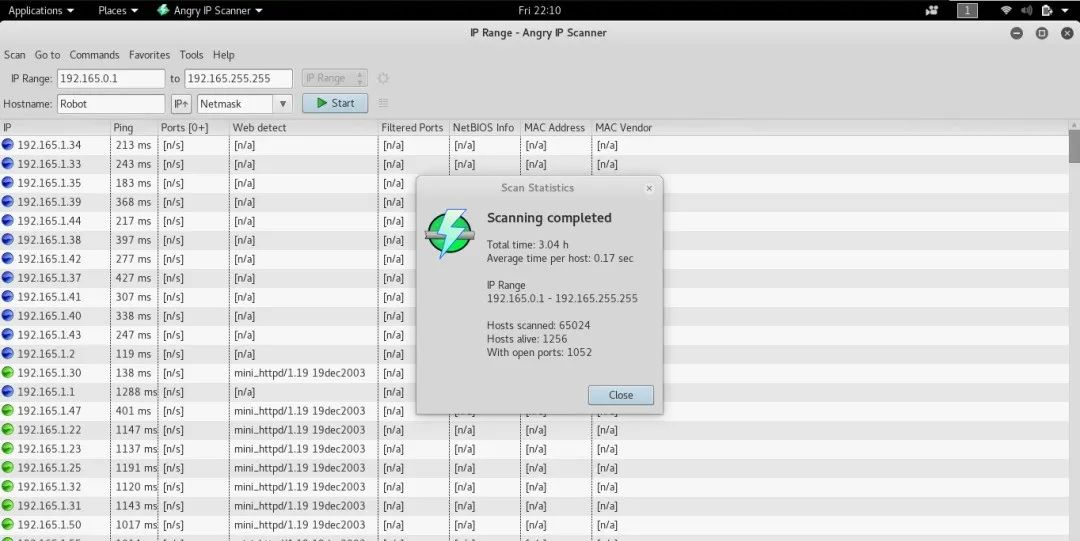 Applications Places Angry IP Scanner Fri 22:10 1
IP Range - Angry IP Scanner
Scan Go to Commands Favorites Tools Help
IP Range: 192.165.0.1 to 192.165.255.255 IP Range
Hostname: Robot IP↑ Netmask Start
IP Ping Ports [0+] Web detect Filtered Ports NetBIOS Info MAC Address MAC Vendor
192.165.1.34 213 ms [n/s] [n/a] [n/a] [n/a] [n/a] [n/a]
192.165.1.33 243 ms [n/s] [n/a] [n/a] [n/a] [n/a] [n/a]
192.165.1.35 183 ms [n/s] [n/a] [n/a]
192.165.1.39 368 ms [n/s] [n/a] [n/a]
192.165.1.44 217 ms [n/s] [n/a] [n/a]
192.165.1.38 397 ms [n/s] [n/a] [n/a]
192.165.1.42 277 ms [n/s] [n/a] [n/a]
192.165.1.37 427 ms [n/s] [n/a] [n/a]
192.165.1.41 307 ms [n/s] [n/a] [n/a]
192.165.1.40 338 ms [n/s] [n/a] [n/a]
192.165.1.43 247 ms [n/s] [n/a] [n/a]
192.165.1.2 119 ms [n/s] [n/a] [n/a]
192.165.1.30 138 ms [n/s] mini_httpd/1.19 19dec2003 [n/a]
192.165.1.1 1288 ms [n/s] [n/a] [n/a]
192.165.1.47 401 ms [n/s] mini_httpd/1.19 19dec2003 [n/a] [n/a] [n/a] [n/a]
192.165.1.22 1147 ms [n/s] mini_httpd/1.19 19dec2003 [n/a] [n/a] [n/a] [n/a]
192.165.1.23 1137 ms [n/s] mini_httpd/1.19 19dec2003 [n/a] [n/a] [n/a] [n/a]
192.165.1.25 1191 ms [n/s] mini_httpd/1.19 19dec2003 [n/a] [n/a] [n/a] [n/a]
192.165.1.32 1120 ms [n/s] mini_httpd/1.19 19dec2003 [n/a] [n/a] [n/a] [n/a]
192.165.1.31 1143 ms [n/s] mini_httpd/1.19 19dec2003 [n/a] [n/a] [n/a] [n/a]
192.165.1.50 1017 ms [n/s] mini_httpd/1.19 19dec2003 [n/a] [n/a] [n/a] [n/a]
Scan Statistics
Scanning completed
Total time: 3.04 h
Average time per host: 0.17 sec
IP Range
192.165.0.1 - 192.165.255.255
Hosts scanned: 65024
Hosts alive: 1256
With open ports: 1052
Close